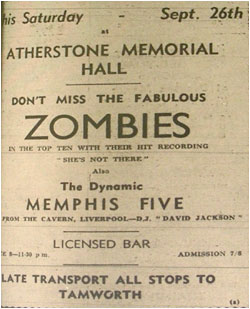 his Saturday - Sept. 26th
at
ATHERSTONE MEMORIAL
HALL
DON'T MISS THE FABULOUS
ZOMBIES
IN THE TOP TEN WITH THEIR HIT RECORDING
"SHE'S NOT THERE"
Also
The Dynamic
MEMPHIS FIVE
FROM THE CAVERN, LIVERPOOL—D.J. "DAVID JACKSON"
LICENSED BAR
8—11-30 p.m. ADMISSION 7/6
LATE TRANSPORT ALL STOPS TO
TAMWORTH
(a)